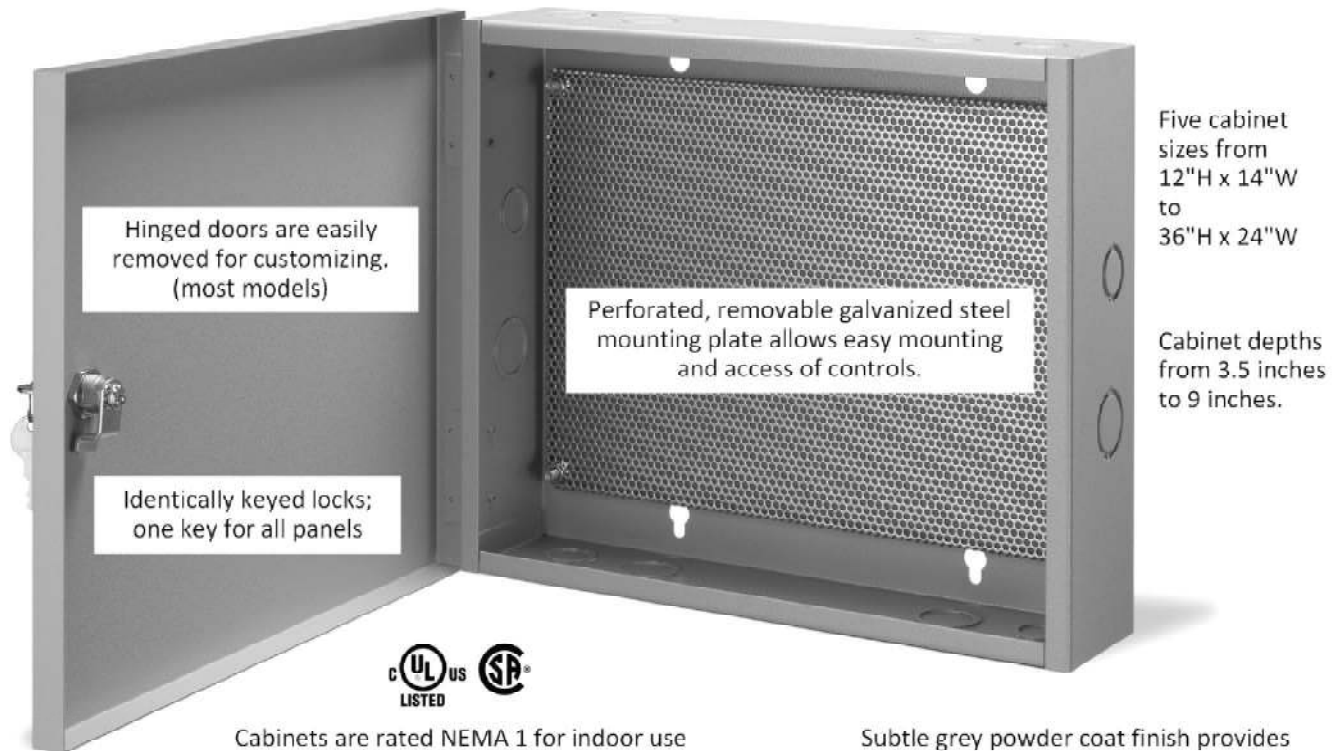 Five cabinet
sizes from
12"H x 14"W
to
36"H x 24"W
Hinged doors are easily
removed for customizing.
(most models)
Perforated, removable galvanized steel
mounting plate allows easy mounting
and access of controls.
Cabinet depths
from 3.5 inches
to 9 inches.
Identically keyed locks;
one key for all panels
C UL US
LISTED
SA®
Cabinets are rated NEMA 1 for indoor use
Subtle grey powder coat finish provides